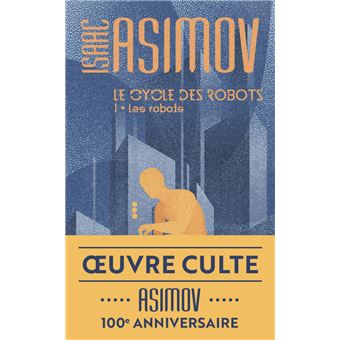 ISAAC ASIMOV
LE CYCLE DES ROBOTS
1 • Les robots
ŒUVRE CULTE
ASIMOV
100e ANNIVERSAIRE